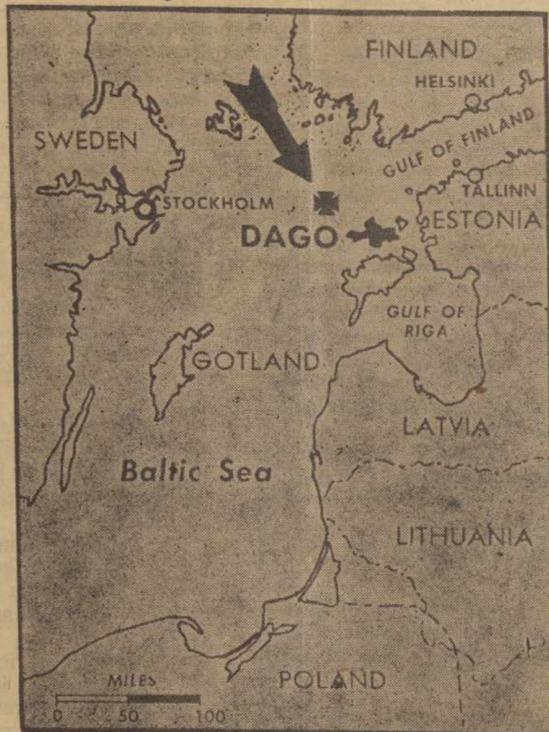 FINLAND
HELSINKI
SWEDEN
GULF OF FINLAND
TALLINN
STOCKHOLM
ESTONIA
DAGO
GULF OF
RIGA
GOTLAND
LATVIA
Baltic Sea
LITHUANIA
MILES
POLAND
0 50 100